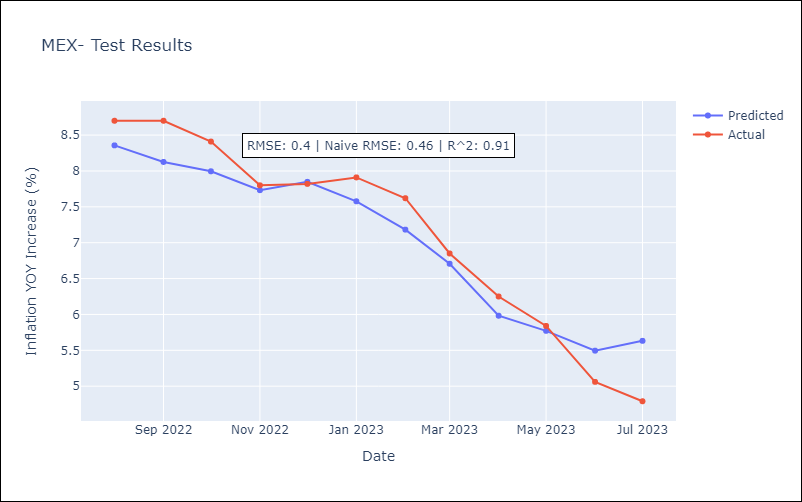 MEX- Test Results
Predicted
Actual
RMSE: 0.4 | Naive RMSE: 0.46 | R^2: 0.91
Inflation YOY Increase (%)
8.5
8
7.5
7
6.5
6
5.5
5
Sep 2022
Nov 2022
Jan 2023
Mar 2023
May 2023
Jul 2023
Date